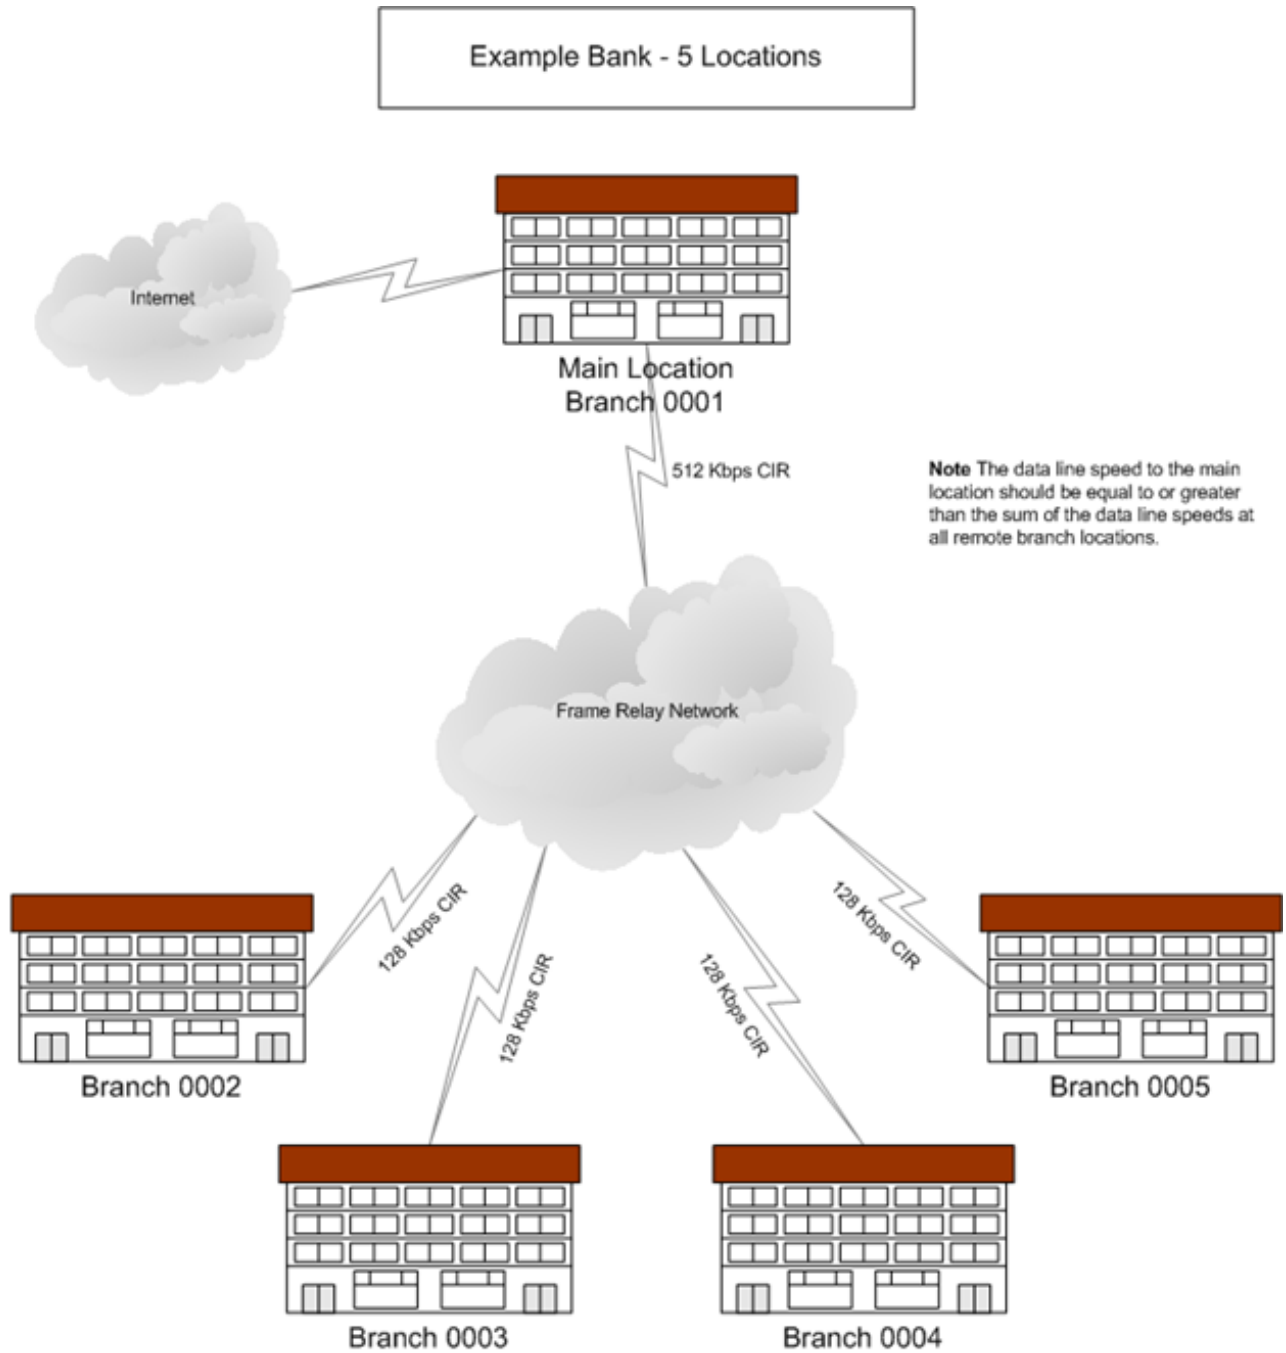 Example Bank - 5 Locations
Internet
Main Location
Branch 0001
512 Kbps CIR
Note The data line speed to the main
location should be equal to or greater
than the sum of the data line speeds at
all remote branch locations.
Frame Relay Network
128 Kbps CIR
128 Kbps CIR
128 Kbps CIR
128 Kbps CIR
Branch 0002
Branch 0005
Branch 0003
Branch 0004